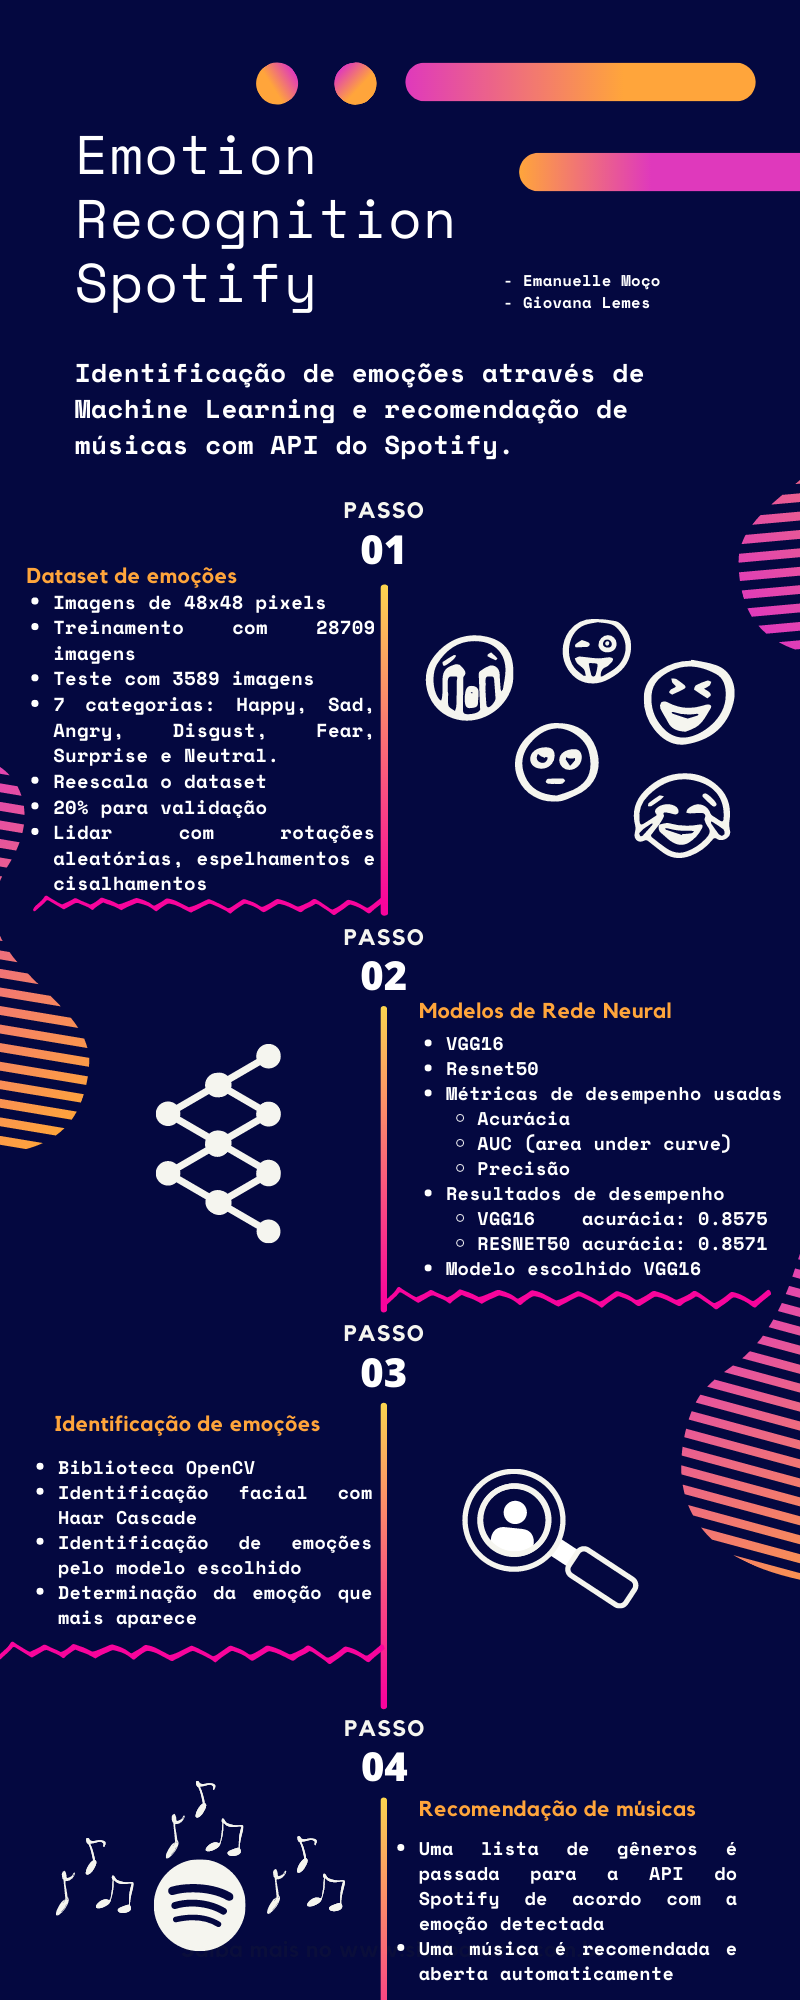 Emotion
Recognition
Spotify
- Emanuelle Moço
- Giovana Lemes
Identificação de emoções através de
Machine Learning e recomendação de
músicas com API do Spotify.
PASSO
01
Dataset de emoções
• Imagens de 48x48 pixels
• Treinamento com 28709
imagens
• Teste com 3589 imagens
• 7 categorias: Happy, Sad,
Angry, Disgust, Fear,
Surprise e Neutral.
• Reescala o dataset
• 20% para validação
• Lidar com rotações
aleatórias, espelhamentos e
cisalhamentos
PASSO
02
Modelos de Rede Neural
• VGG16
• Resnet50
• Métricas de desempenho usadas
○ Acurácia
○ AUC (area under curve)
○ Precisão
• Resultados de desempenho
○ VGG16 acurácia: 0.8575
○ RESNET50 acurácia: 0.8571
• Modelo escolhido VGG16
PASSO
03
Identificação de emoções
• Biblioteca OpenCV
• Identificação facial com
Haar Cascade
• Identificação de emoções
pelo modelo escolhido
• Determinação da emoção que
mais aparece
PASSO
04
Recomendação de músicas
• Uma lista de gêneros é
passada para a API do
Spotify de acordo com a
emoção detectada
• Uma música é recomendada e
aberta automaticamente
mais no